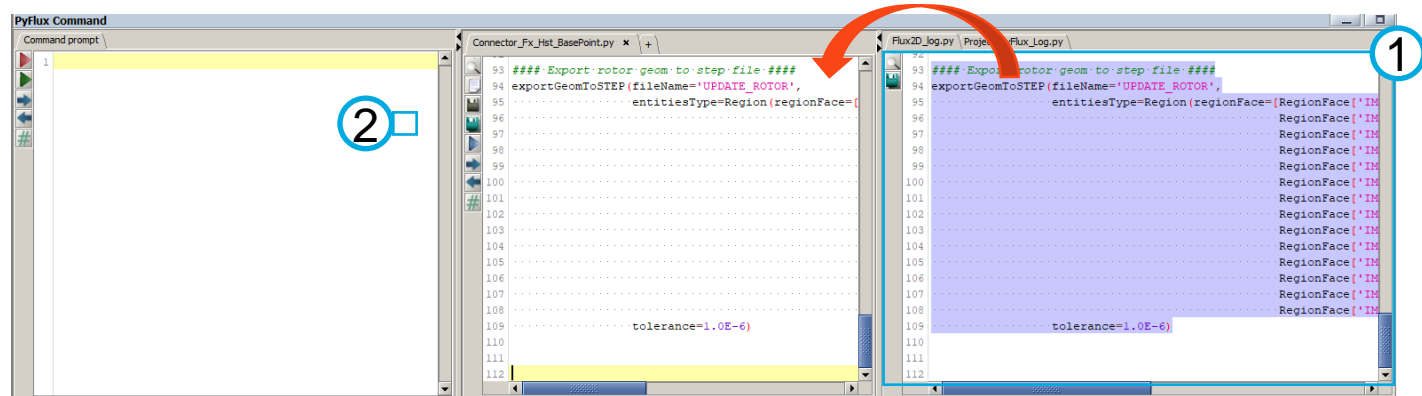 PyFlux Command
Command prompt
1
2
Connector_Fx_Hst_BasePoint.py × +
93 #### Export rotor geom to step file ####
94 exportGeomToSTEP(fileName='UPDATE_ROTOR',
95 entitiesType=Region(regionFace=[
96
97
98
99
100
101
102
103
104
105
106
107
108
109 tolerance=1.0E-6)
110
111
112
Flux2D_log.py
1
92
93 #### Export rotor geom to step file ####
94 exportGeomToSTEP(fileName='UPDATE_ROTOR',
95 entitiesType=Region(regionFace=[RegionFace['IM
96 RegionFace['IM
97 RegionFace['IM
98 RegionFace['IM
99 RegionFace['IM
100 RegionFace['IM
101 RegionFace['IM
102 RegionFace['IM
103 RegionFace['IM
104 RegionFace['IM
105 RegionFace['IM
106 RegionFace['IM
107 RegionFace['IM
108 RegionFace['IM
109 tolerance=1.0E-6)
110
111
112